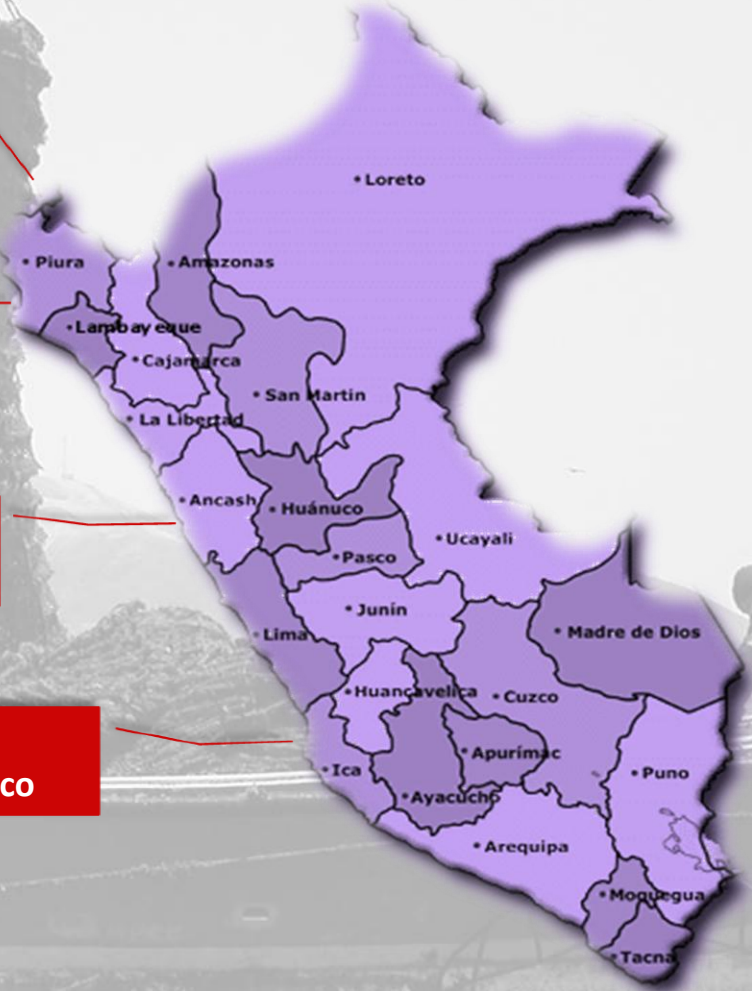 Loreto
Piura
Amazonas
Lambayeque
Cajamarca
San Martin
La Libertad
Ancash
Huánuco
Ucayali
Pasco
Junín
Lima
Madre de Dios
Huancavelica
Cuzco
Apurímac
Ica
Puno
co
Ayacucho
Arequipa
Moquegua
Tacna